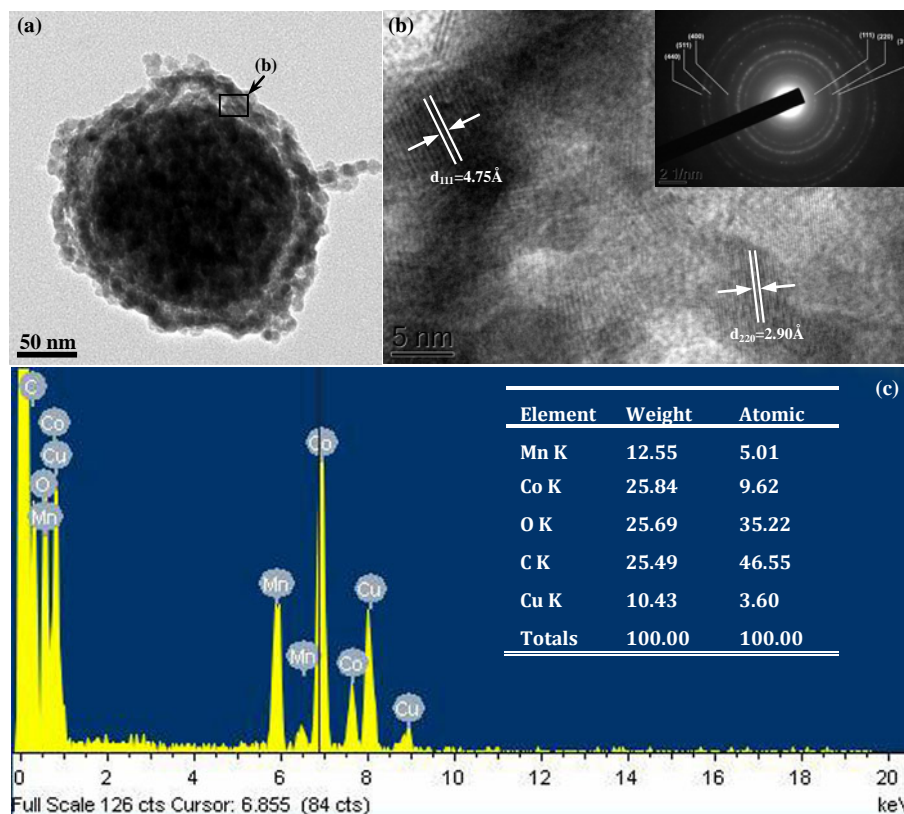 (a)
(b)
50 nm
(b)
d111=4.75Å
d220=2.90Å
5 nm
(400)
(511)
(440)
(111)
(220)
2 1/nm
(c)
Element Weight Atomic
Mn K 12.55 5.01
Co K 25.84 9.62
O K 25.69 35.22
C K 25.49 46.55
Cu K 10.43 3.60
Totals 100.00 100.00
C
Co
Cu
O
Mn
Mn
Mn
Co
Co
Cu
Cu
0 2 4 6 8 10 12 14 16 18 20
Full Scale 126 cts Cursor: 6.855 (84 cts)
keV